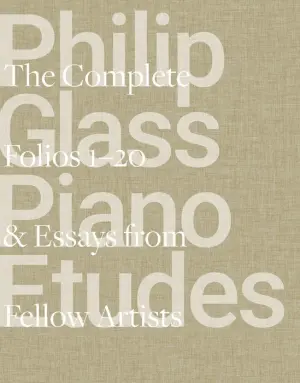 Philip
The Complete
Glass
Folios 1–20
Piano
& Essays from
Etudes
Fellow Artists